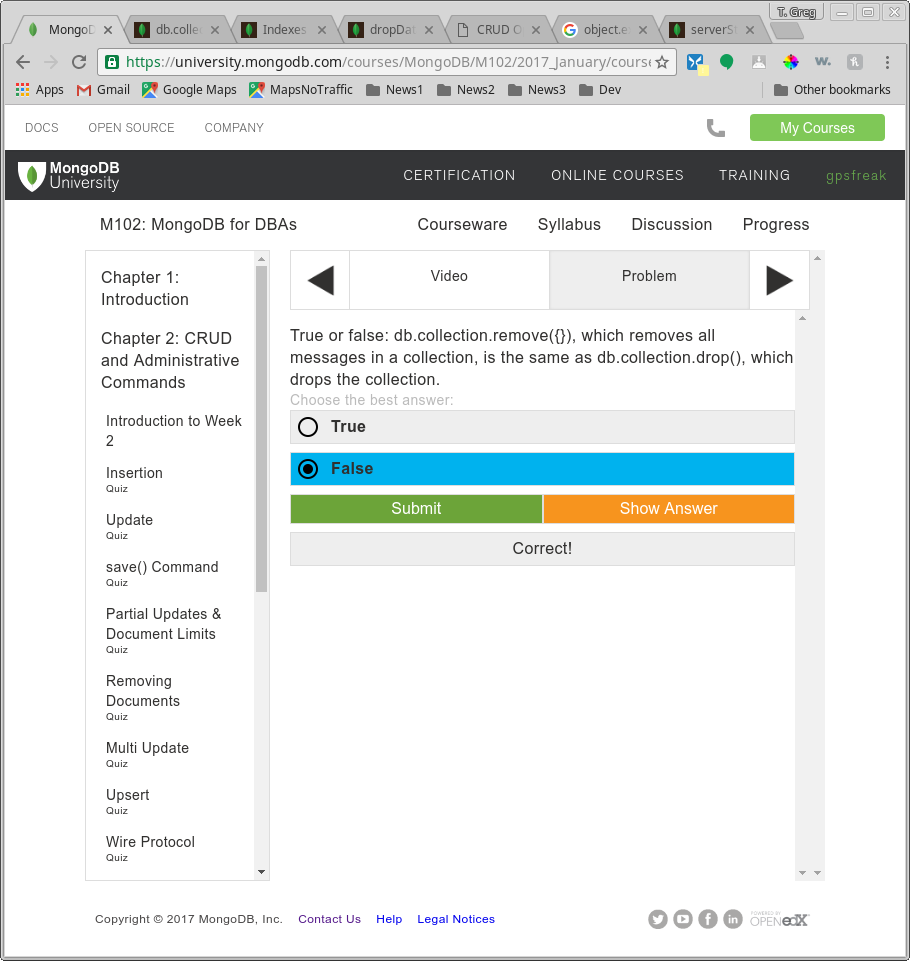 T. Greg
MongoD
db.colle
Indexes
dropDat
CRUD O
object.e
serverS
https://university.mongodb.com/courses/MongoDB/M102/2017_January/course
Apps Gmail Google Maps MapsNoTraffic News1 News2 News3 Dev Other bookmarks
DOCS OPEN SOURCE COMPANY My Courses
MongoDB
University
CERTIFICATION ONLINE COURSES TRAINING gpsfreak
M102: MongoDB for DBAs Courseware Syllabus Discussion Progress
Chapter 1:
Introduction
Chapter 2: CRUD
and Administrative
Commands
Introduction to Week
2
Insertion
Quiz
Update
Quiz
save() Command
Quiz
Partial Updates &
Document Limits
Quiz
Removing
Documents
Quiz
Multi Update
Quiz
Upsert
Quiz
Wire Protocol
Quiz
Video Problem
True or false: db.collection.remove({}), which removes all
messages in a collection, is the same as db.collection.drop(), which
drops the collection.
Choose the best answer:
True
False
Submit Show Answer
Correct!
Copyright © 2017 MongoDB, Inc. Contact Us Help Legal Notices
POWERED BY
OPEN edX